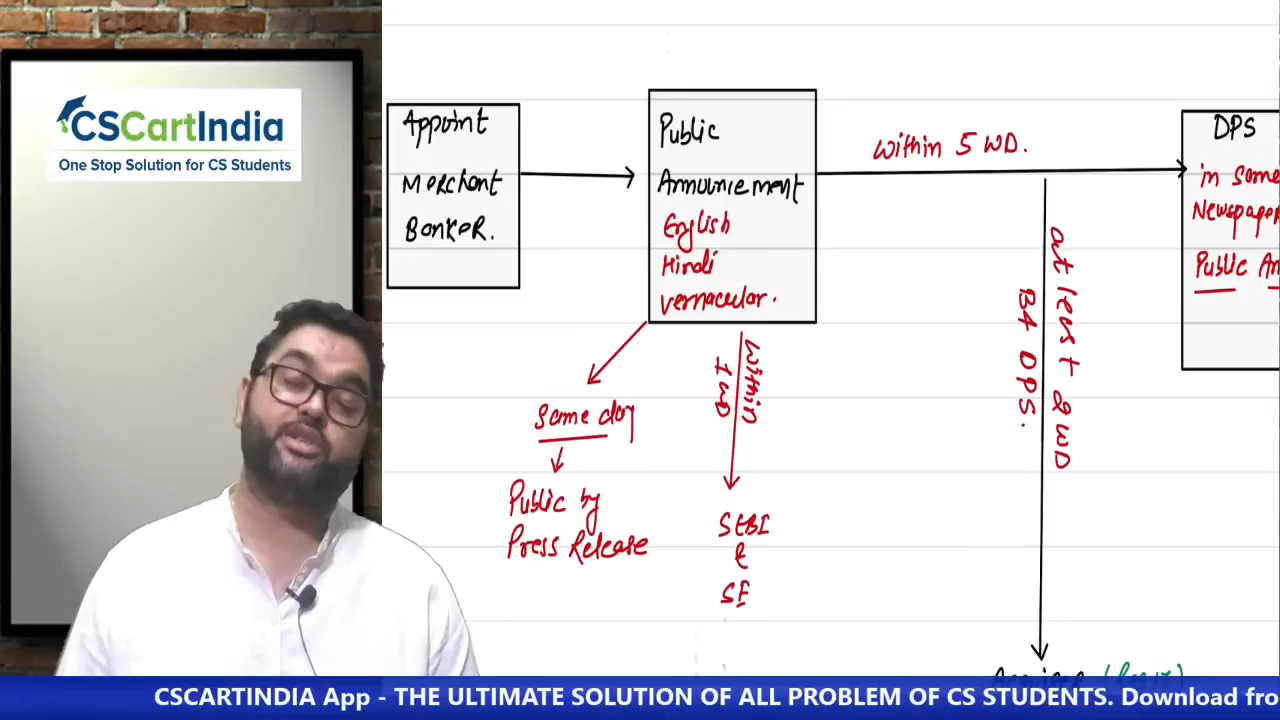 CSCartIndia
One Stop Solution for CS Students
Appoint
Merchant
Banker.
Public
Announcement
English
Hindi
vernacular.
within 5 WD.
DPS
in same
Newspaper
Public An
at least 2 WD
B4 DPS.
within
1 WD
same day
Public by
Press Release
SEBI
&
SE
CSCARTINDIA App - THE ULTIMATE SOLUTION OF ALL PROBLEM OF CS STUDENTS. Download fro